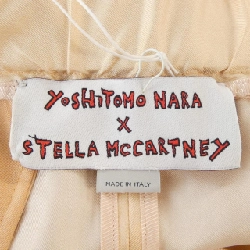 YOSHITOMO NARA
X
STELLA McCARTNEY
MADE IN ITALY